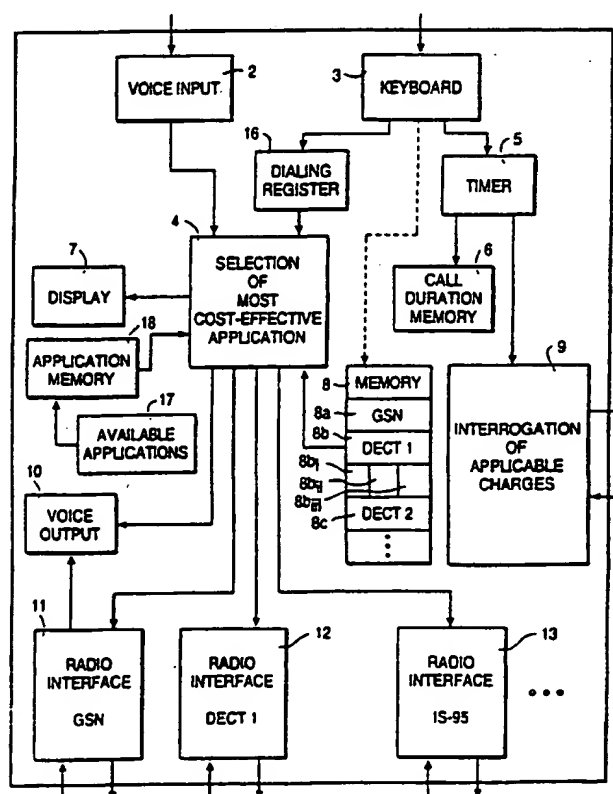 2
VOICE INPUT
3
KEYBOARD
16
DIALING
REGISTER
5
TIMER
4
SELECTION
OF
MOST
COST-EFFECTIVE
APPLICATION
7
DISPLAY
6
CALL
DURATION
MEMORY
18
APPLICATION
MEMORY
17
AVAILABLE
APPLICATIONS
8
MEMORY
8a
GSN
8b
DECT 1
8bI
8bII
8bIII
8c
DECT 2
9
INTERROGATION
OF
APPLICABLE
CHARGES
10
VOICE
OUTPUT
11
RADIO
INTERFACE
GSN
12
RADIO
INTERFACE
DECT 1
13
RADIO
INTERFACE
IS-95